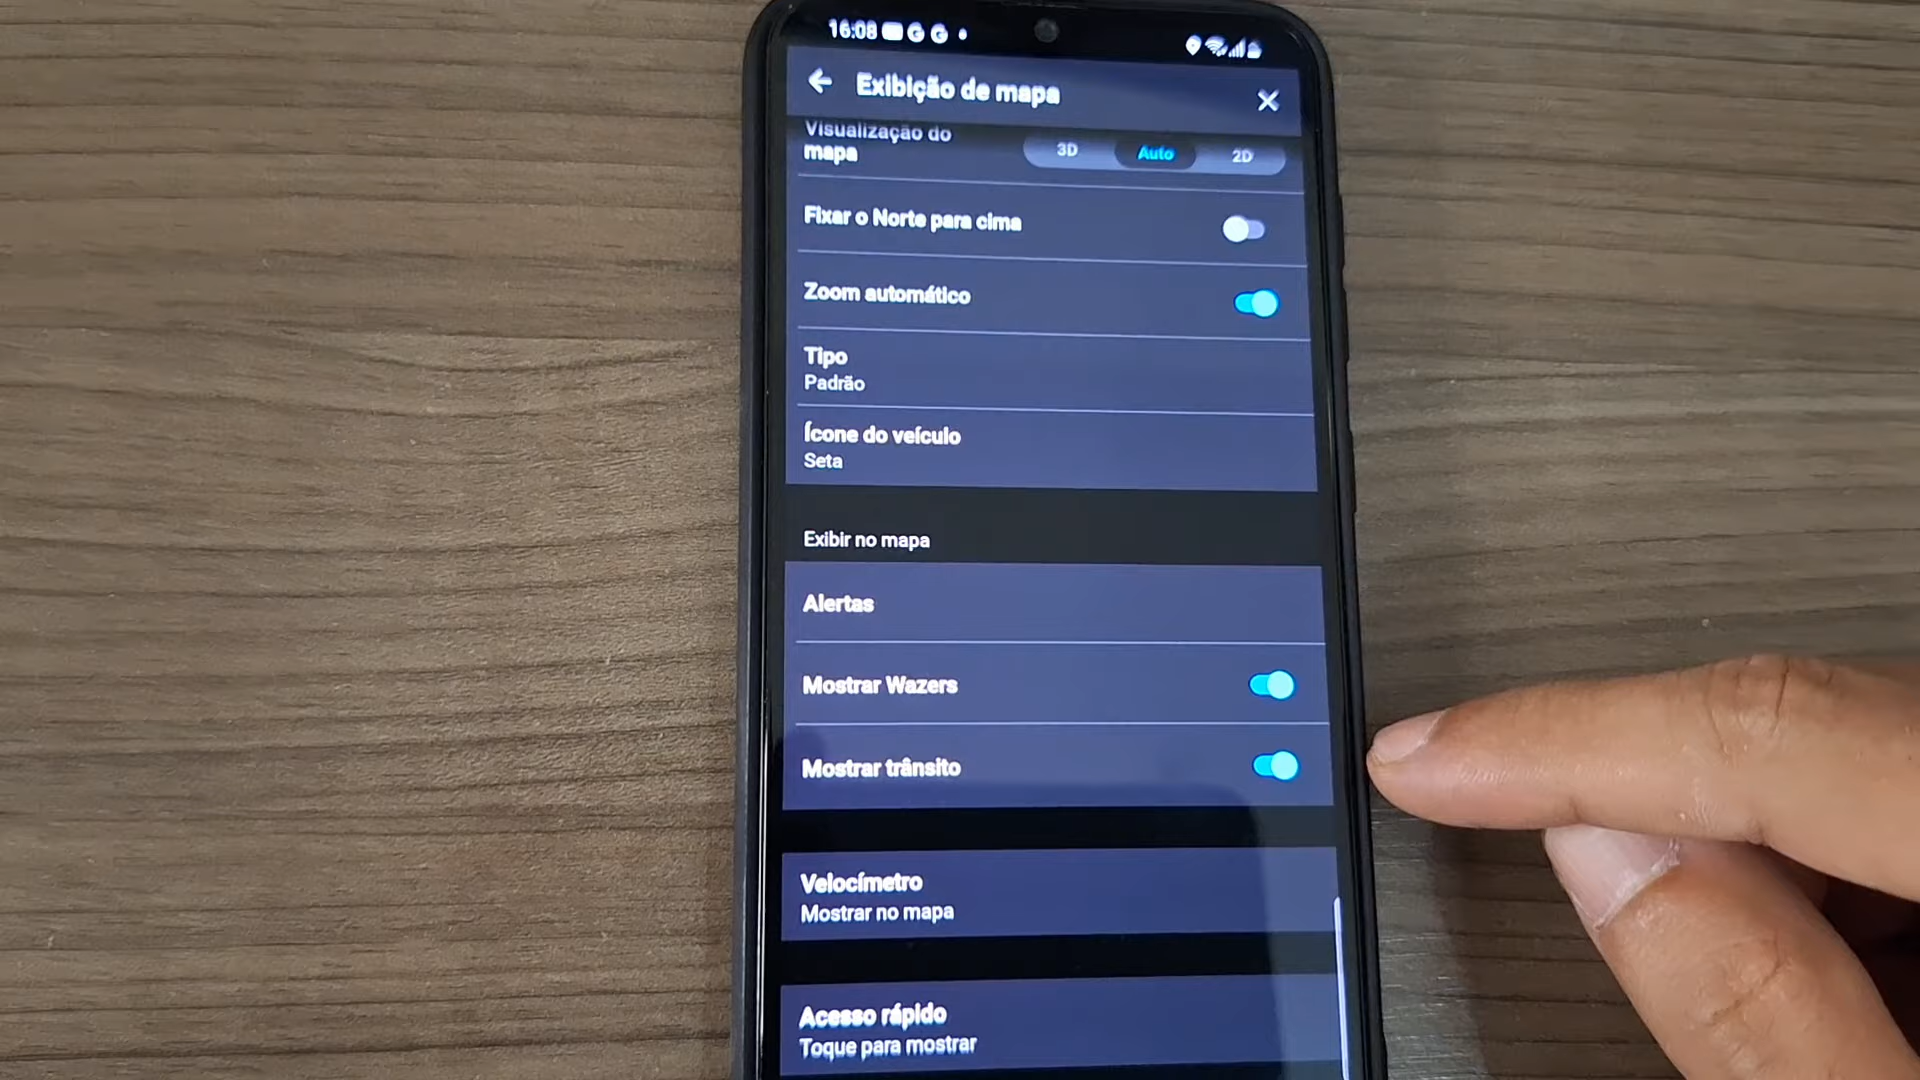 16:08
Exibição de mapa
Visualização do
mapa
3D
Auto
2D
Fixar o Norte para cima
Zoom automático
Tipo
Padrão
Ícone do veículo
Seta
Exibir no mapa
Alertas
Mostrar Wazers
Mostrar trânsito
Velocímetro
Mostrar no mapa
Acesso rápido
Toque para mostrar